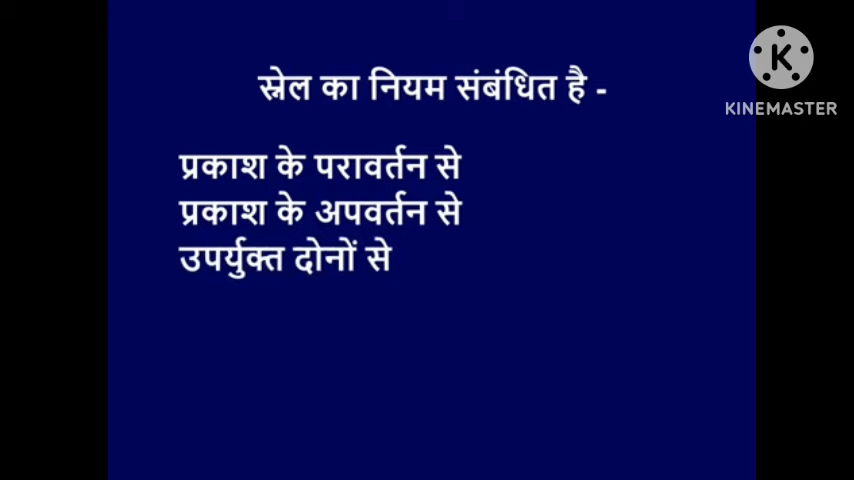 स्नेल का नियम संबंधित है -
K
KINEMASTER
प्रकाश के परावर्तन से
प्रकाश के अपवर्तन से
उपर्युक्त दोनों से